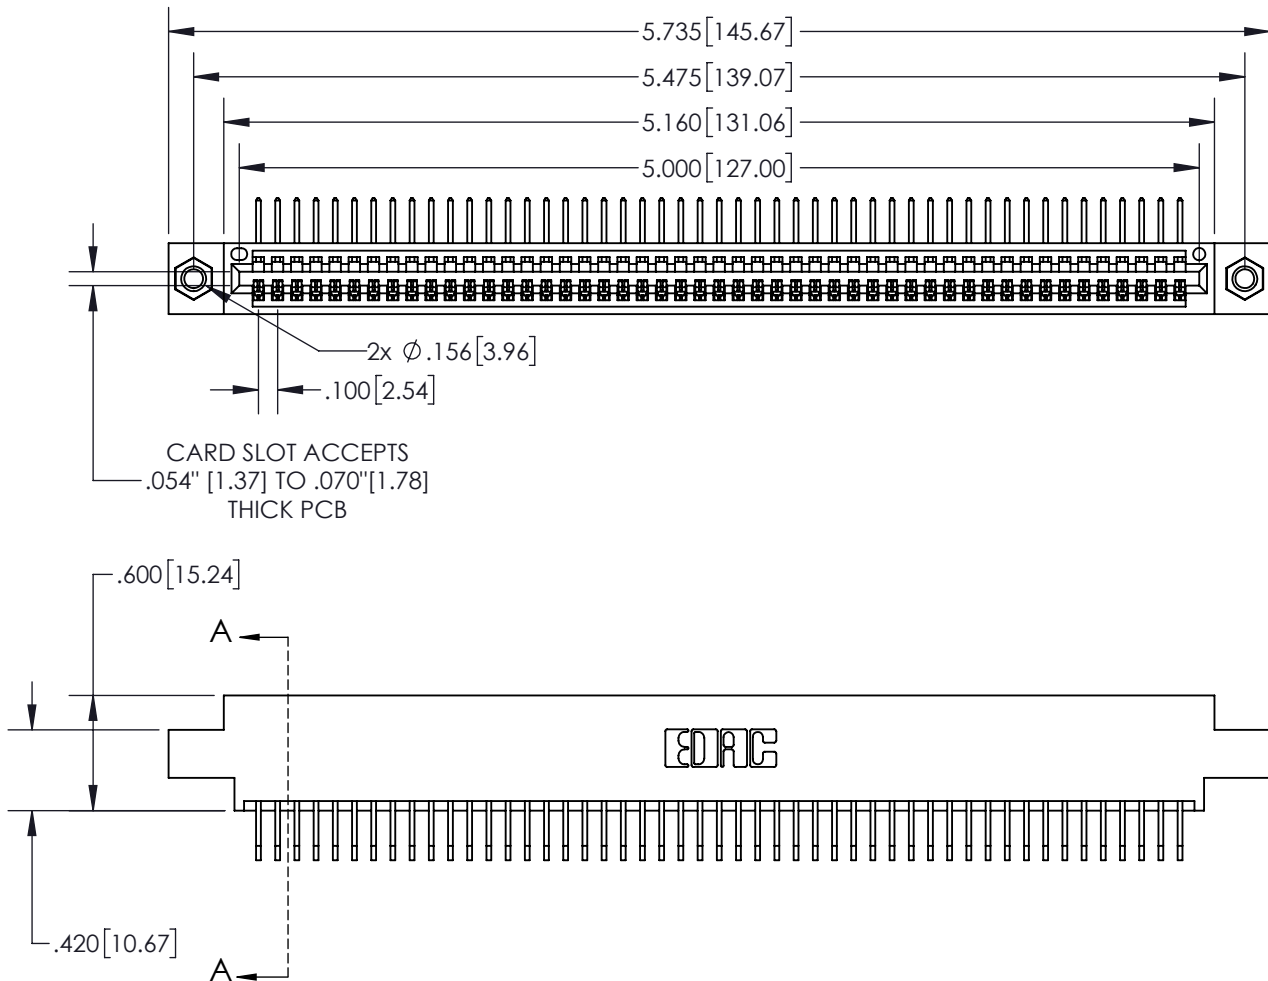 5.735[145.67]
5.475[139.07]
5.160[131.06]
5.000[127.00]
2x Ø.156[3.96]
.100[2.54]
CARD SLOT ACCEPTS
.054" [1.37] TO .070"[1.78]
THICK PCB
.600[15.24]
A
EDAC
.420[10.67]
A